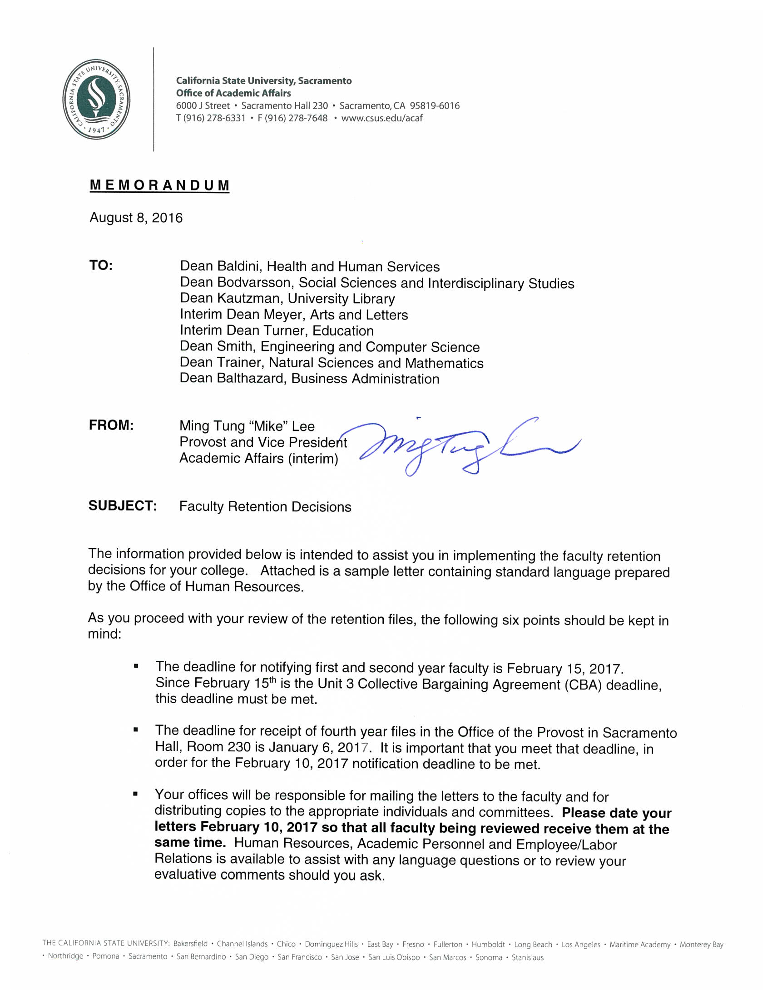 CALIFORNIA STATE UNIVERSITY, SACRAMENTO
• 1947 •
California State University, Sacramento
Office of Academic Affairs
6000 J Street • Sacramento Hall 230 • Sacramento, CA 95819-6016
T (916) 278-6331 • F (916) 278-7648 • www.csus.edu/acaf
MEMORANDUM
August 8, 2016
TO: Dean Baldini, Health and Human Services
Dean Bodvarsson, Social Sciences and Interdisciplinary Studies
Dean Kautzman, University Library
Interim Dean Meyer, Arts and Letters
Interim Dean Turner, Education
Dean Smith, Engineering and Computer Science
Dean Trainer, Natural Sciences and Mathematics
Dean Balthazard, Business Administration
FROM: Ming Tung “Mike” Lee
Provost and Vice President
Academic Affairs (interim)
Ming Tung L
SUBJECT: Faculty Retention Decisions
The information provided below is intended to assist you in implementing the faculty retention
decisions for your college. Attached is a sample letter containing standard language prepared
by the Office of Human Resources.
As you proceed with your review of the retention files, the following six points should be kept in
mind:
▪ The deadline for notifying first and second year faculty is February 15, 2017.
Since February 15th is the Unit 3 Collective Bargaining Agreement (CBA) deadline,
this deadline must be met.
▪ The deadline for receipt of fourth year files in the Office of the Provost in Sacramento
Hall, Room 230 is January 6, 2017. It is important that you meet that deadline, in
order for the February 10, 2017 notification deadline to be met.
▪ Your offices will be responsible for mailing the letters to the faculty and for
distributing copies to the appropriate individuals and committees. Please date your
letters February 10, 2017 so that all faculty being reviewed receive them at the
same time. Human Resources, Academic Personnel and Employee/Labor
Relations is available to assist with any language questions or to review your
evaluative comments should you ask.
THE CALIFORNIA STATE UNIVERSITY: Bakersfield • Channel Islands • Chico • Dominguez Hills • East Bay • Fresno • Fullerton • Humboldt • Long Beach • Los Angeles • Maritime Academy • Monterey Bay
• Northridge • Pomona • Sacramento • San Bernardino • San Diego • San Francisco • San Jose • San Luis Obispo • San Marcos • Sonoma • Stanislaus